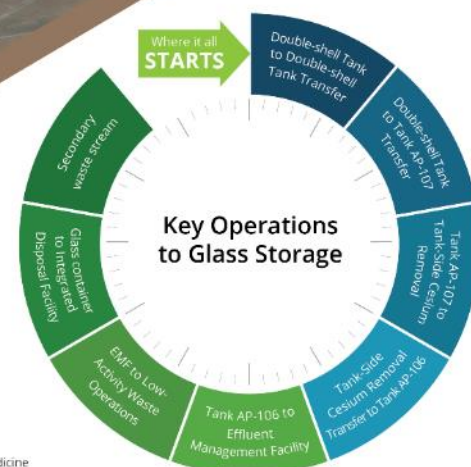 Where it all
STARTS
Double-shell Tank
to Double-shell
Tank Transfer
Double-shell Tank
to Tank AP-107
Transfer
Tank AP-107 to
Tank-Side Cesium
Removal
Tank-Side
Cesium Removal
Transfer to Tank AP-106
Tank AP-106 to
Effluent
Management Facility
EMF to Low-
Activity Waste
Operations
Glass container
to Integrated
Disposal Facility
Secondary
waste stream
Key Operations
to Glass Storage
dicine